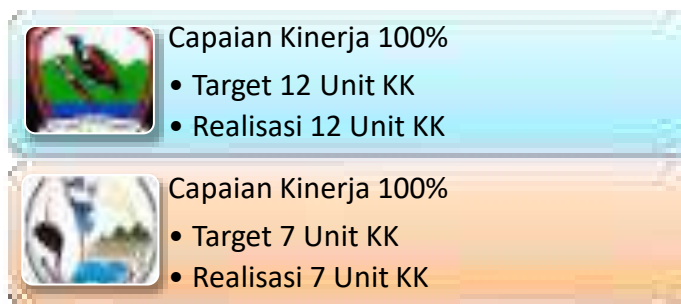 Capaian Kinerja 100%
• Target 12 Unit KK
• Realisasi 12 Unit KK
Capaian Kinerja 100%
• Target 7 Unit KK
• Realisasi 7 Unit KK